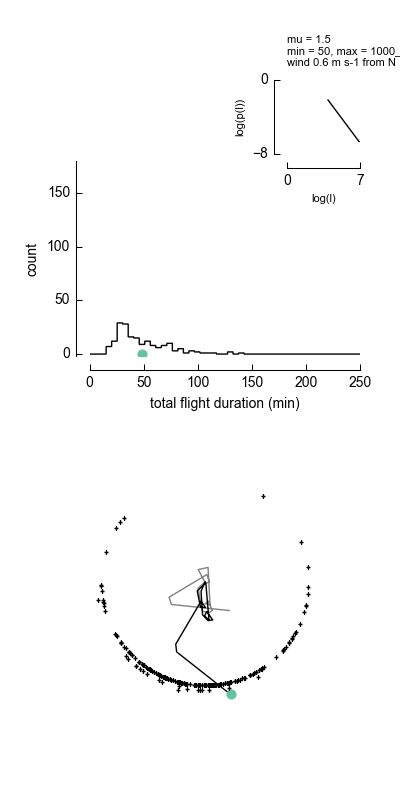 mu = 1.5
min = 50, max = 1000_
wind 0.6 m s-1 from N
0
log(p(l))
−8
0 7
log(l)
150
count
100
50
0
0 50 100 150 200 250
total flight duration (min)